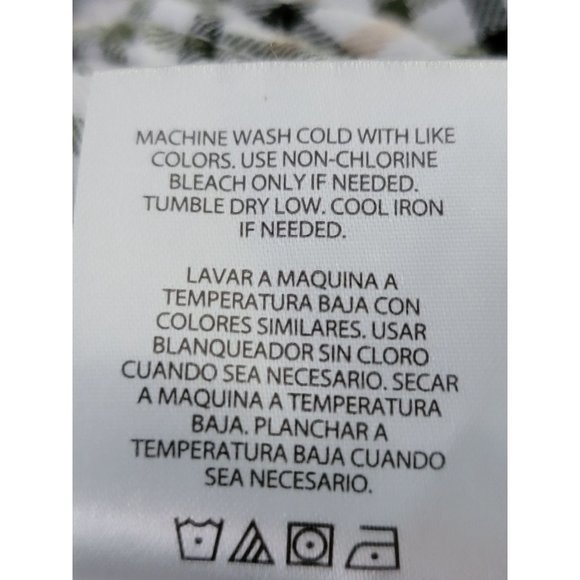 MACHINE WASH COLD WITH LIKE
COLORS. USE NON-CHLORINE
BLEACH ONLY IF NEEDED.
TUMBLE DRY LOW. COOL IRON
IF NEEDED.
LAVAR A MAQUINA A
TEMPERATURA BAJA CON
COLORES SIMILARES. USAR
BLANQUEADOR SIN CLORO
CUANDO SEA NECESARIO. SECAR
A MAQUINA A TEMPERATURA
BAJA. PLANCHAR A
TEMPERATURA BAJA CUANDO
SEA NECESARIO.